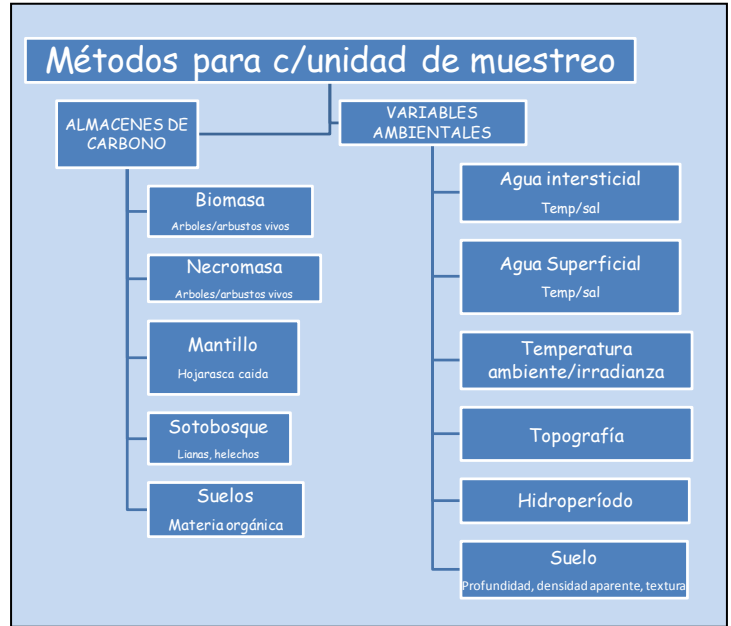 Métodos para c/unidad de muestreo
ALMACENES DE
CARBONO
Biomasa
Arboles/arbustos vivos
Necromasa
Arboles/arbustos vivos
Mantillo
Hojarasca caida
Sotobosque
Lianas, helechos
Suelos
Materia orgánica
VARIABLES
AMBIENTALES
Agua intersticial
Temp/sal
Agua Superficial
Temp/sal
Temperatura
ambiente/irradianza
Topografía
Hidroperíodo
Suelo
Profundidad, densidad aparente, textura